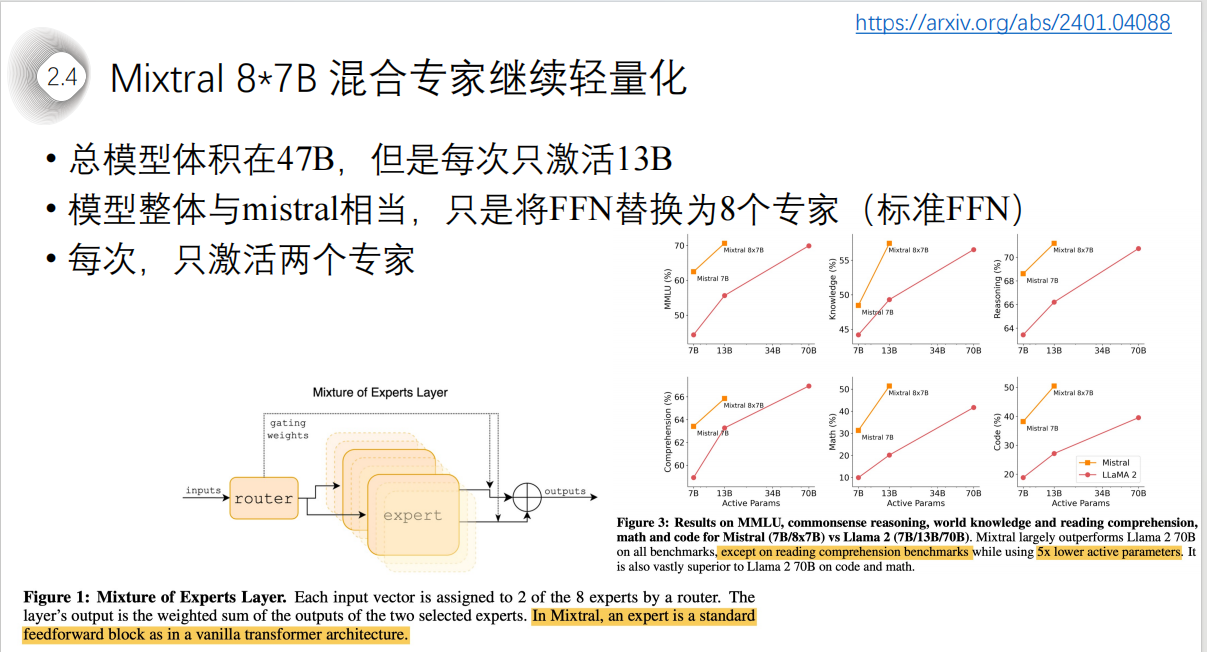 https://arxiv.org/abs/2401.04088
2.4
Mixtral 8*7B 混合专家继续轻量化
• 总模型体积在47B，但是每次只激活13B
• 模型整体与mistral相当，只是将FFN替换为8个专家（标准FFN）
• 每次，只激活两个专家
Mixture of Experts Layer
gating
weights
inputs
router
expert
outputs
Figure 1: Mixture of Experts Layer. Each input vector is assigned to 2 of the 8 experts by a router. The
layer's output is the weighted sum of the outputs of the two selected experts. In Mixtral, an expert is a standard
feedforward block as in a vanilla transformer architecture.
MMLU (%)
70
60
50
Mixtral 8x7B
Mistral 7B
7B 13B 34B 70B
Knowledge (%)
55
50
45
Mixtral 8x7B
Mistral 7B
7B 13B 34B 70B
Reasoning (%)
70
68
66
64
Mixtral 8x7B
Mistral 7B
7B 13B 34B 70B
Comprehension (%)
66
64
62
60
Mixtral 8x7B
Mistral 7B
7B 13B 34B 70B
Active Params
Math (%)
50
40
30
20
10
Mixtral 8x7B
Mistral 7B
7B 13B 34B 70B
Active Params
Code (%)
50
40
30
20
Mixtral 8x7B
Mistral 7B
Mistral
LLaMA 2
7B 13B 34B 70B
Active Params
Figure 3: Results on MMLU, commonsense reasoning, world knowledge and reading comprehension,
math and code for Mistral (7B/8x7B) vs Llama 2 (7B/13B/70B). Mixtral largely outperforms Llama 2 70B
on all benchmarks, except on reading comprehension benchmarks while using 5x lower active parameters. It
is also vastly superior to Llama 2 70B on code and math.